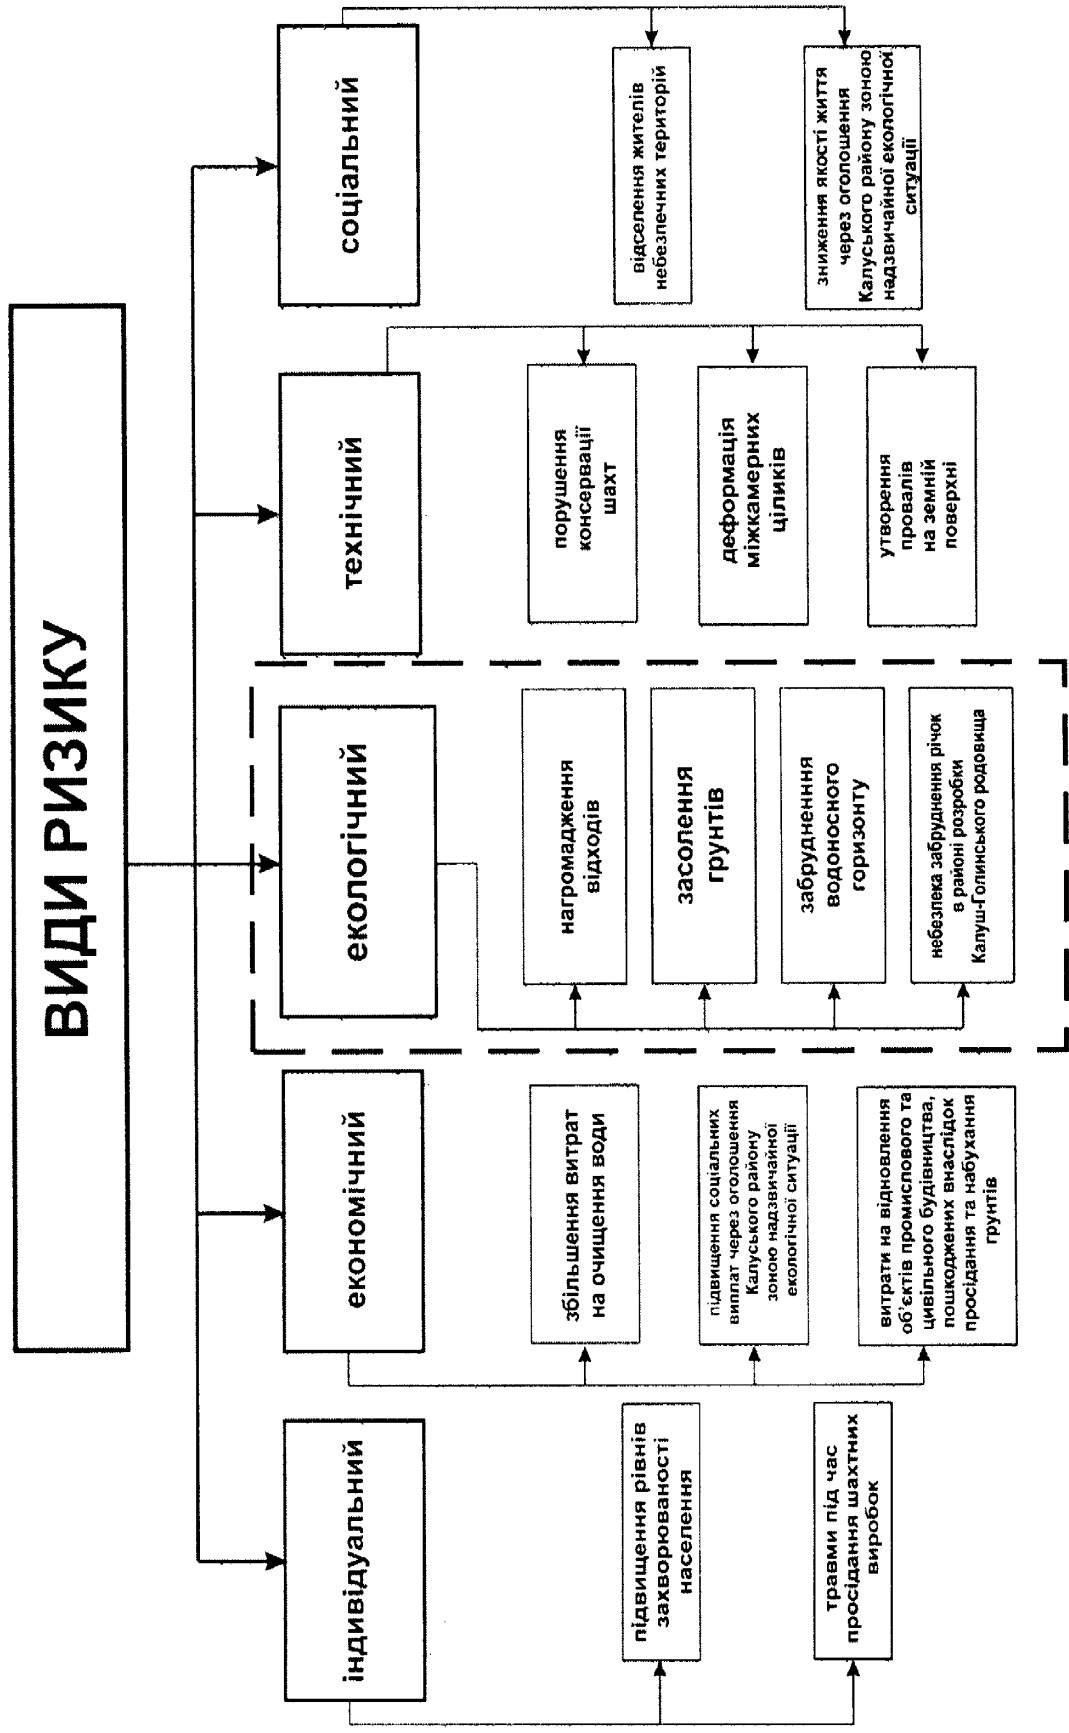 ВИДИ РИЗИКУ
індивідуальний
підвищення рівнів
захворюваності
населення
травми під час
просідання шахтних
виробок
економічний
збільшення витрат
на очищення води
підвищення соціальних
виплат через оголошення
Калуського району
зоною надзвичайної
екологічної ситуації
витрати на відновлення
об'єктів промислового та
цивільного будівництва,
пошкоджених внаслідок
просідання та набухання
грунтів
екологічний
нагромадження
відходів
засолення
грунтів
забрудненння
водоносного
горизонту
небезпека забруднення річок
в районі розробки
Калуш-Голинського родовища
технічний
порушення
консервації
шахт
деформація
міжкамерних
ціликів
утворення
провалів
на земній
поверхні
соціальний
відселення жителів
небезпечних територій
зниження якості життя
через оголошення
Калуського району зоною
надзвичайної екологічної
ситуації